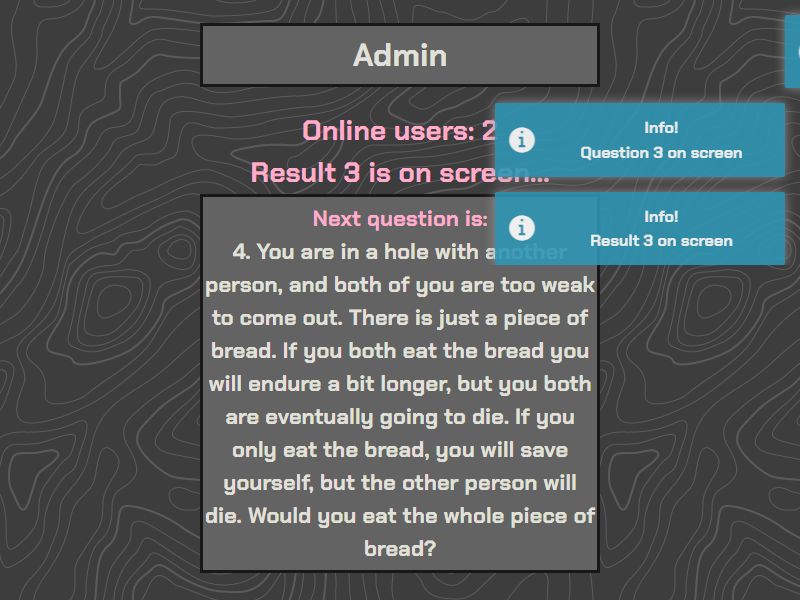 Admin
Online users: 2
Result 3 is on screen...
Info!
Question 3 on screen
Info!
Result 3 on screen
Next question is:
4. You are in a hole with another
person, and both of you are too weak
to come out. There is just a piece of
bread. If you both eat the bread you
will endure a bit longer, but you both
are eventually going to die. If you
only eat the bread, you will save
yourself, but the other person will
die. Would you eat the whole piece of
bread?